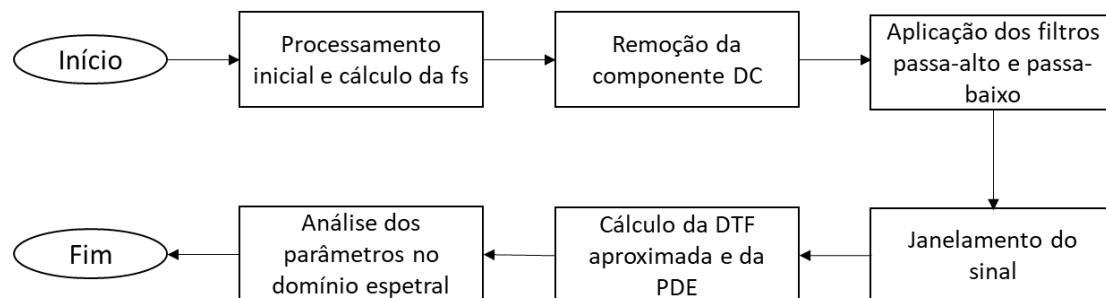 Início
Processamento
inicial e cálculo da fs
Remoção da
componente DC
Aplicação dos filtros
passa-alto e passa-
baixo
Janelamento do
sinal
Cálculo da DTF
aproximada e da
PDE
Análise dos
parâmetros no
domínio espetral
Fim